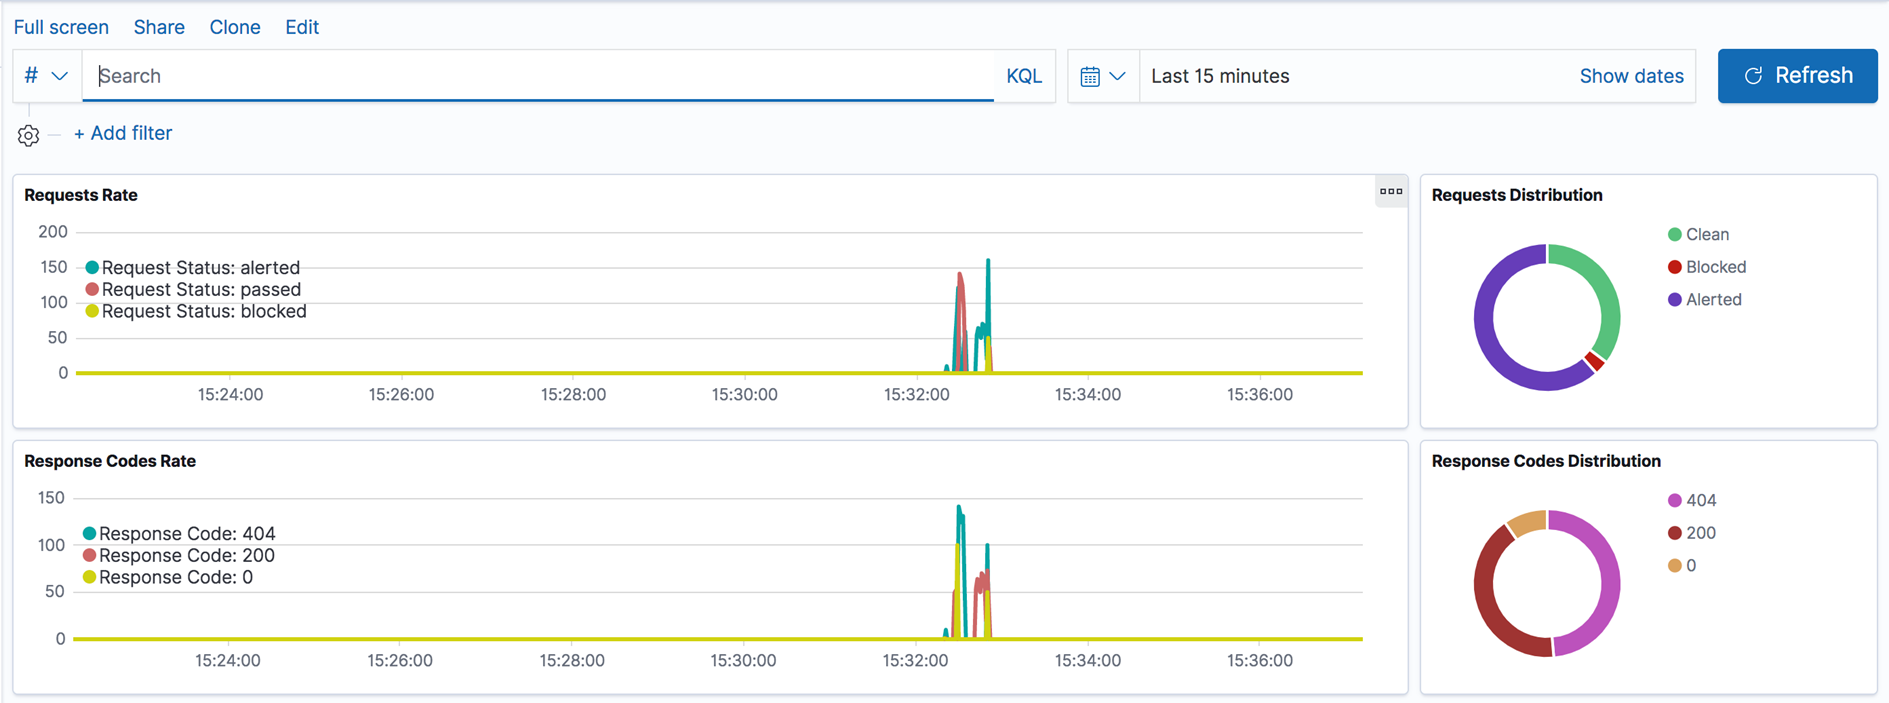 Full screen Share Clone Edit
# Search KQL Last 15 minutes Show dates Refresh
+ Add filter
Requests Rate
200
150
100
50
0
Request Status: alerted
Request Status: passed
Request Status: blocked
15:24:00 15:26:00 15:28:00 15:30:00 15:32:00 15:34:00 15:36:00
Requests Distribution
Clean
Blocked
Alerted
Response Codes Rate
150
100
50
0
Response Code: 404
Response Code: 200
Response Code: 0
15:24:00 15:26:00 15:28:00 15:30:00 15:32:00 15:34:00 15:36:00
Response Codes Distribution
404
200
0